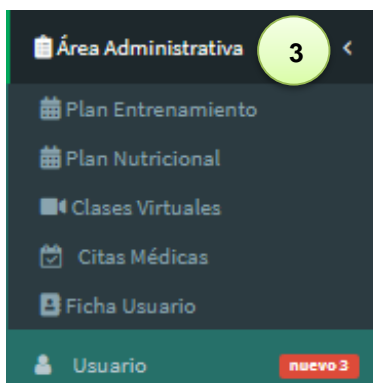 Área Administrativa 3
Plan Entrenamiento
Plan Nutricional
Clases Virtuales
Citas Médicas
Ficha Usuario
Usuario nuevo 3